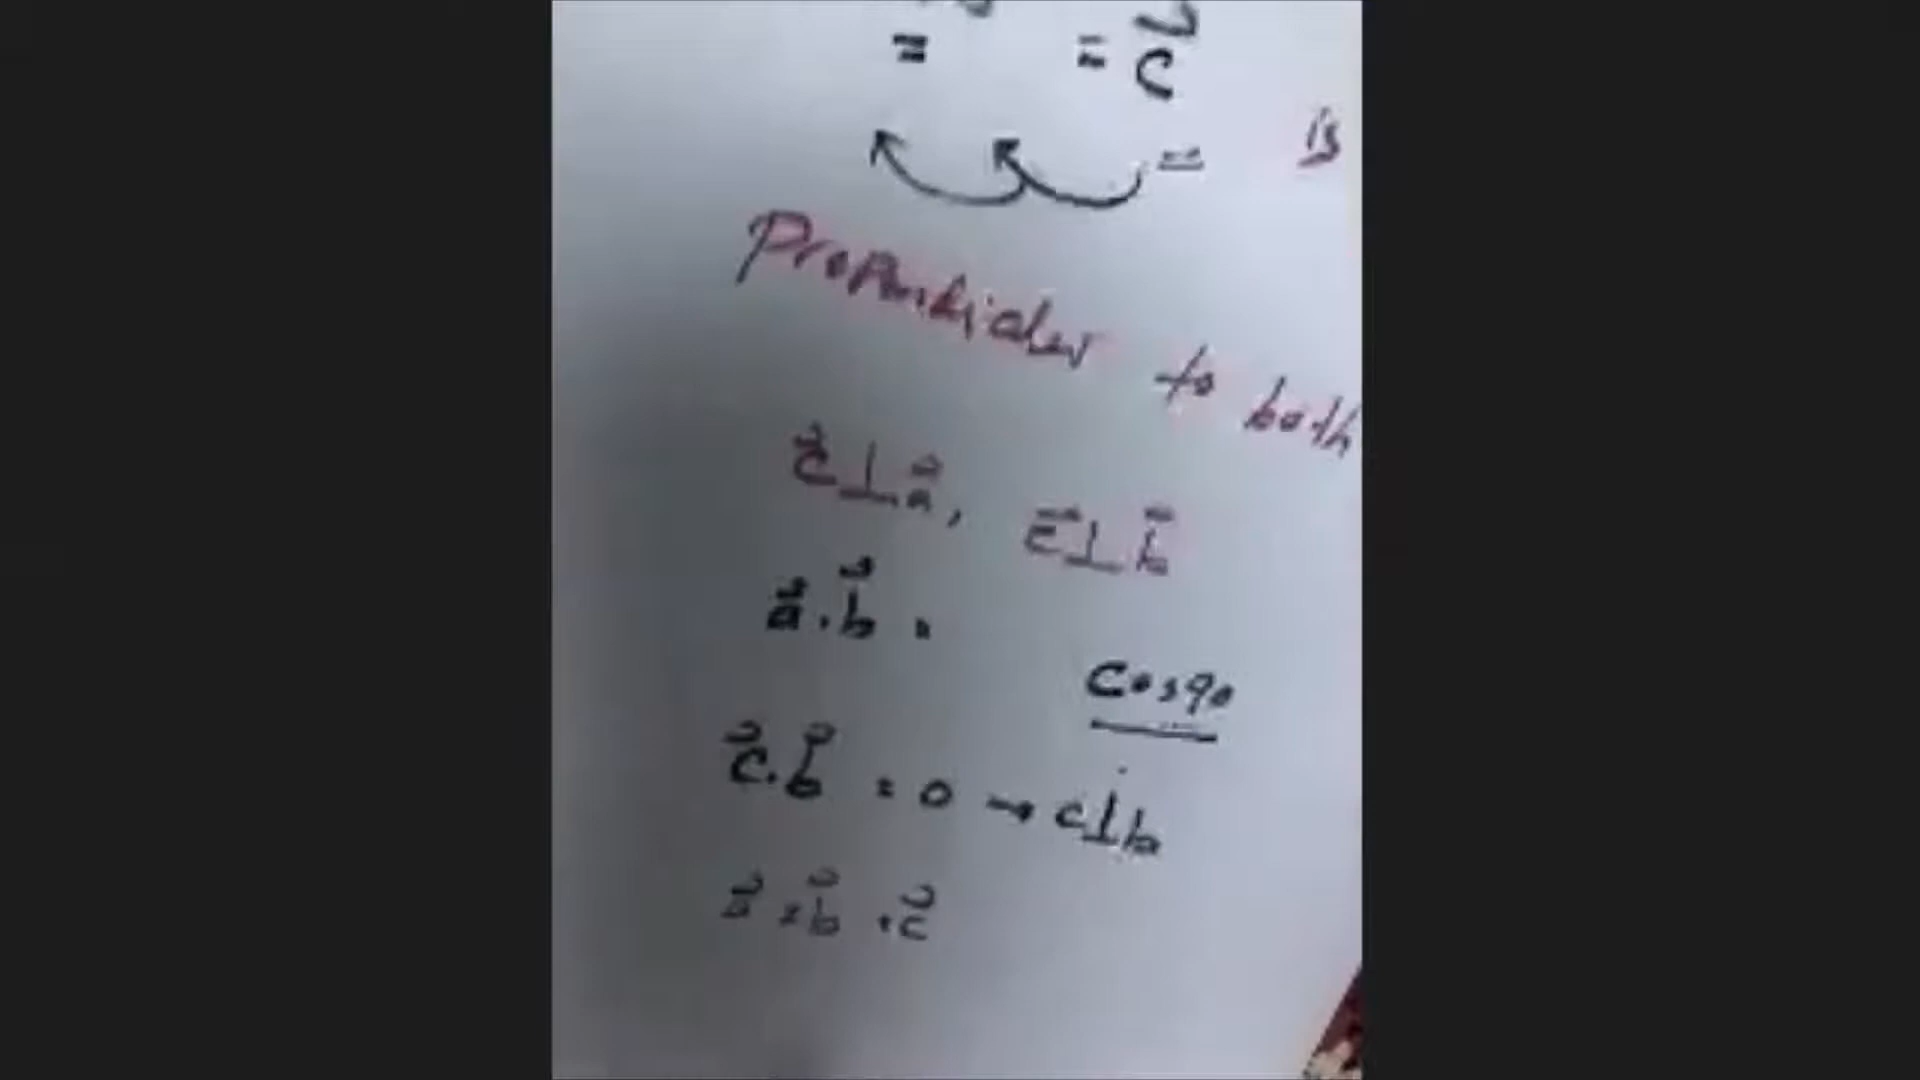 = = c⃗
= is
Propendicular to both
c⃗ ⊥ a⃗, c⃗ ⊥ b⃗
a⃗ . b⃗ =
cos90
c⃗ . b⃗ = 0 → c ⊥ b
a⃗ × b⃗ = c⃗